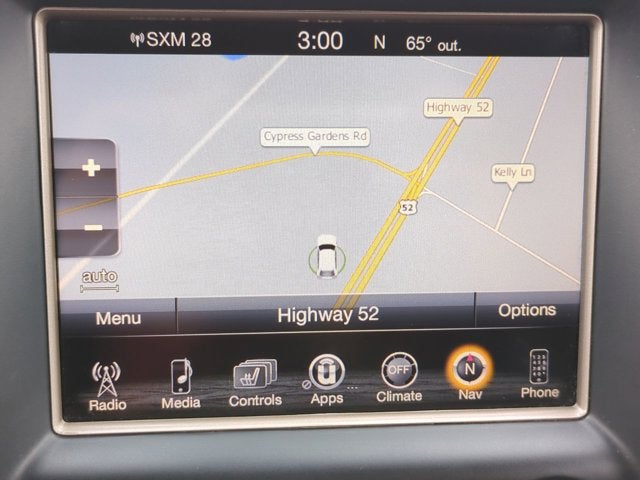 SXM 28 3:00 N 65° out.
Highway 52
Cypress Gardens Rd
Kelly Ln
+
52
−
auto
Menu Highway 52 Options
OFF N
Radio Media Controls Apps Climate Nav Phone